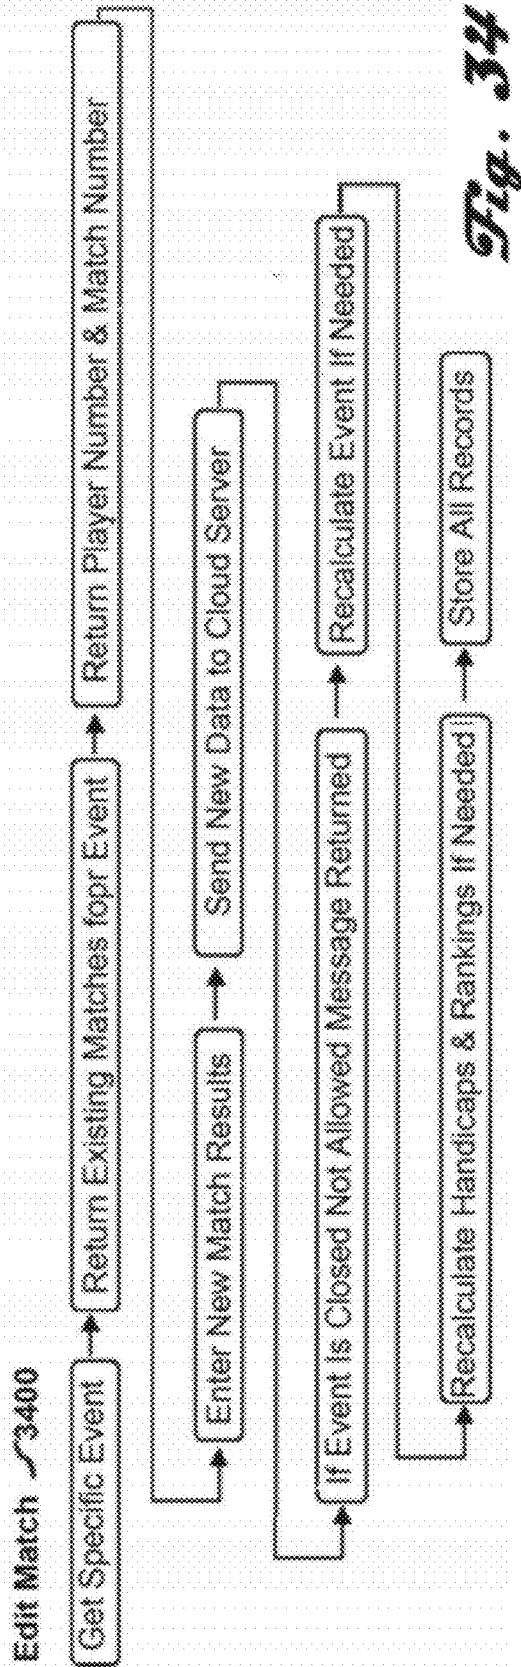 Edit Match 3400
Get Specific Event
Return Existing Matches fopr Event
Return Player Number & Match Number
Enter New Match Results
Send New Data to Cloud Server
If Event Is Closed Not Allowed Message Returned
Recalculate Event If Needed
Recalculate Handicaps & Rankings If Needed
Store All Records
Fig. 34